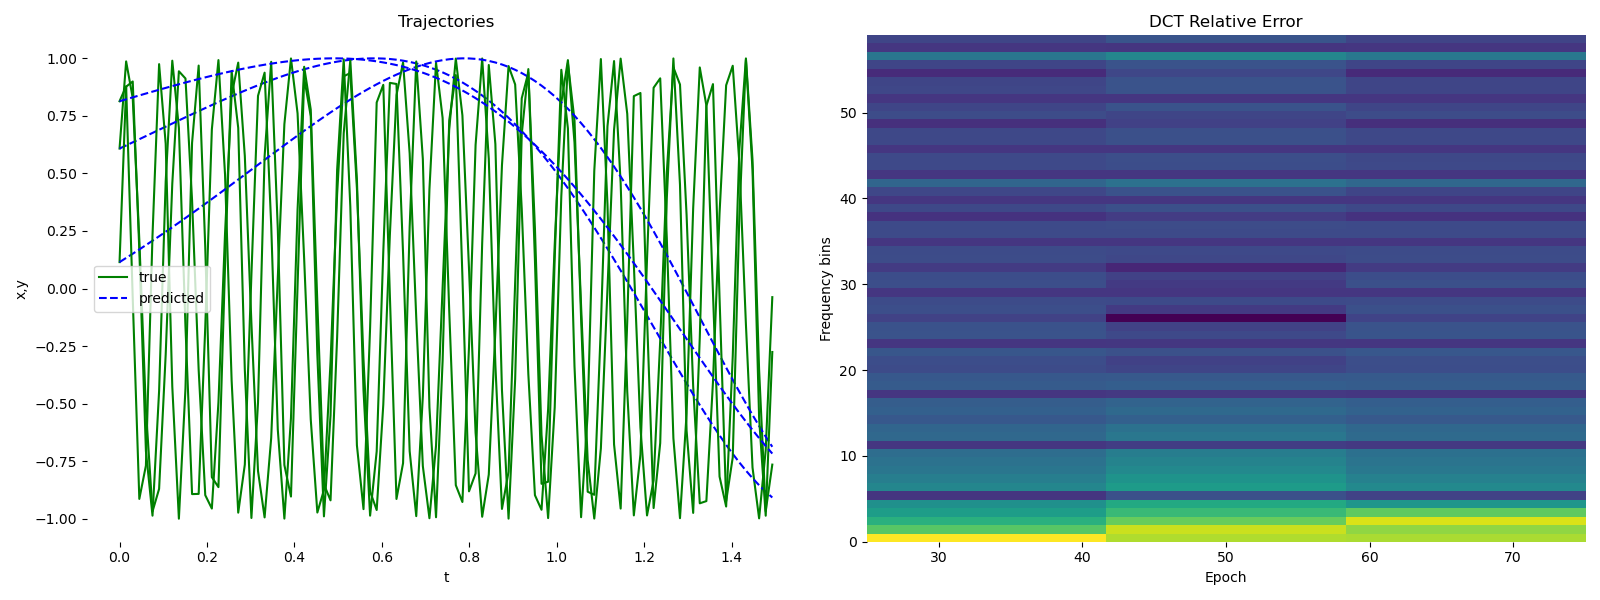 Trajectories
x,y
1.00
0.75
0.50
0.25
0.00
−0.25
−0.50
−0.75
−1.00
true
predicted
0.0 0.2 0.4 0.6 0.8 1.0 1.2 1.4
t
DCT Relative Error
Frequency bins
50
40
30
20
10
0
30 40 50 60 70
Epoch